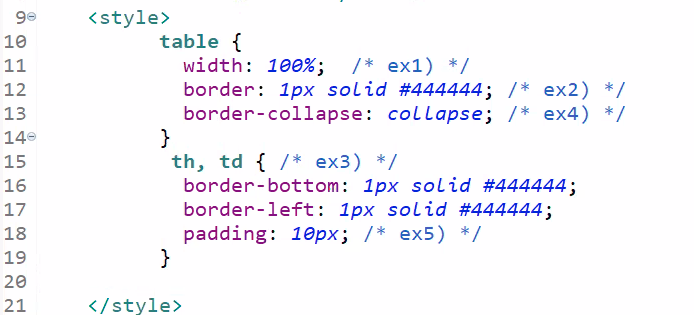 9 <style>
10 table {
11 width: 100%; /* ex1) */
12 border: 1px solid #444444; /* ex2) */
13 border-collapse: collapse; /* ex4) */
14 }
15 th, td { /* ex3) */
16 border-bottom: 1px solid #444444;
17 border-left: 1px solid #444444;
18 padding: 10px; /* ex5) */
19 }
20
21 </style>